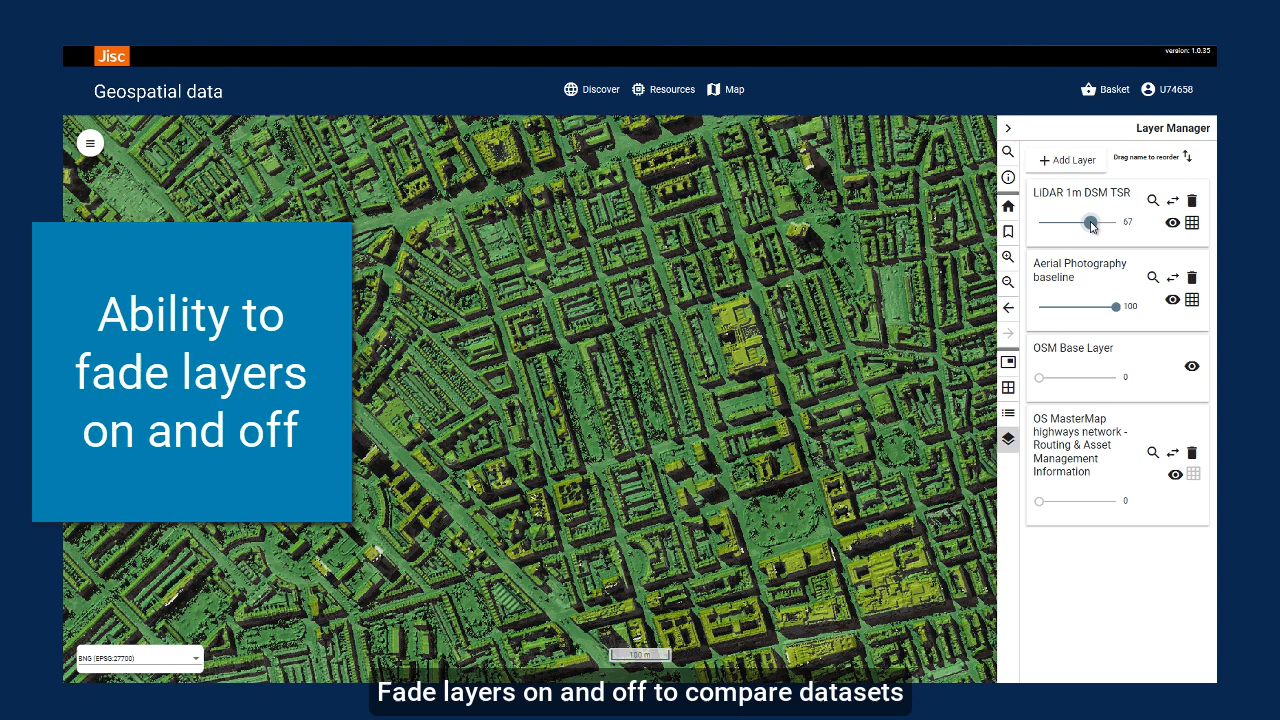 Jisc
version: 1.0.35
Geospatial data
Discover
Resources
Map
Basket
U74658
Layer Manager
Add Layer
Drag name to reorder
LiDAR 1m DSM TSR
67
Aerial Photography
baseline
100
OSM Base Layer
0
OS MasterMap
highways network -
Routing & Asset
Management
Information
0
Ability to
fade layers
on and off
BNG (EPSG:27700)
100 m
Fade layers on and off to compare datasets